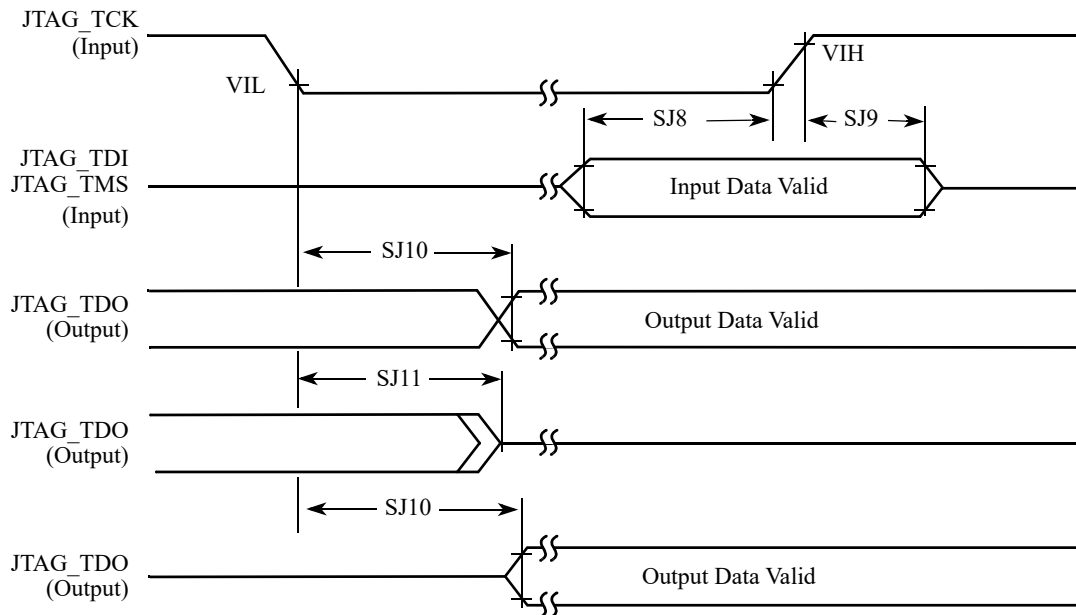 JTAG_TCK
(Input)
VIL
VIH
SJ8
SJ9
JTAG_TDI
JTAG_TMS
(Input)
Input Data Valid
SJ10
JTAG_TDO
(Output)
Output Data Valid
SJ11
JTAG_TDO
(Output)
SJ10
JTAG_TDO
(Output)
Output Data Valid